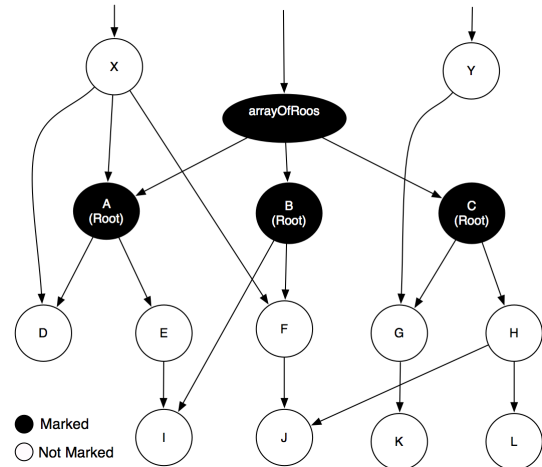 X
Y
arrayOfRoos
A
(Root)
B
(Root)
C
(Root)
D
E
F
G
H
I
J
K
L
Marked
Not Marked